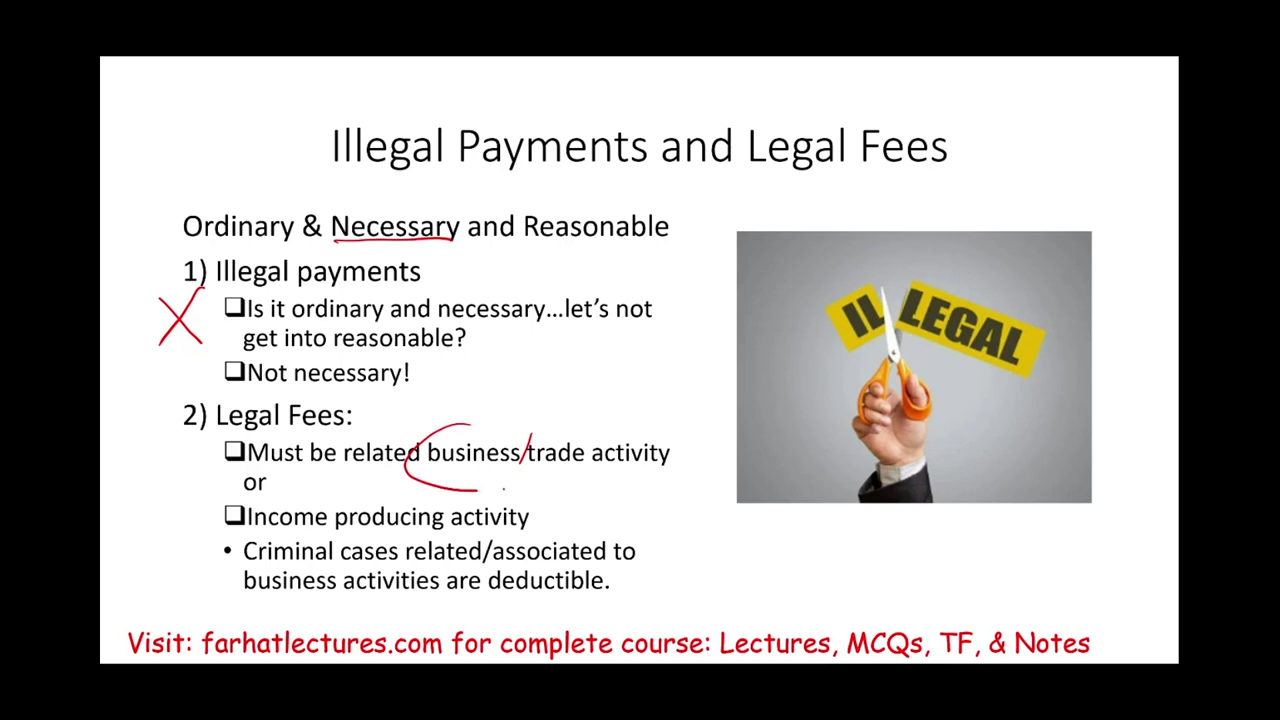 Illegal Payments and Legal Fees
Ordinary & Necessary and Reasonable
1) Illegal payments
Is it ordinary and necessary...let's not
get into reasonable?
Not necessary!
2) Legal Fees:
Must be related business/trade activity
or
Income producing activity
• Criminal cases related/associated to
business activities are deductible.
ILLEGAL
Visit: farhatlectures.com for complete course: Lectures, MCQs, TF, & Notes